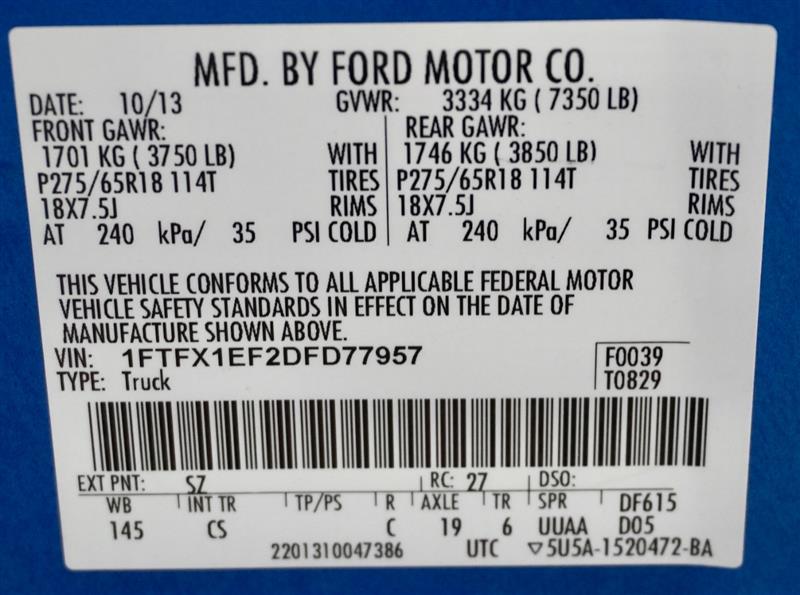 MFD. BY FORD MOTOR CO.
DATE: 10/13 GVWR: 3334 KG ( 7350 LB)
FRONT GAWR: REAR GAWR:
1701 KG ( 3750 LB) WITH 1746 KG ( 3850 LB) WITH
P275/65R18 114T TIRES P275/65R18 114T TIRES
18X7.5J RIMS 18X7.5J RIMS
AT 240 kPa/ 35 PSI COLD AT 240 kPa/ 35 PSI COLD
THIS VEHICLE CONFORMS TO ALL APPLICABLE FEDERAL MOTOR
VEHICLE SAFETY STANDARDS IN EFFECT ON THE DATE OF
MANUFACTURE SHOWN ABOVE.
VIN: 1FTFX1EF2DFD77957 F0039
TYPE: Truck T0829
EXT PNT: SZ RC: 27 DSO:
WB INT TR TP/PS R AXLE TR SPR DF615
145 CS C 19 6 UUAA D05
2201310047386 UTC ▽5U5A-1520472-BA